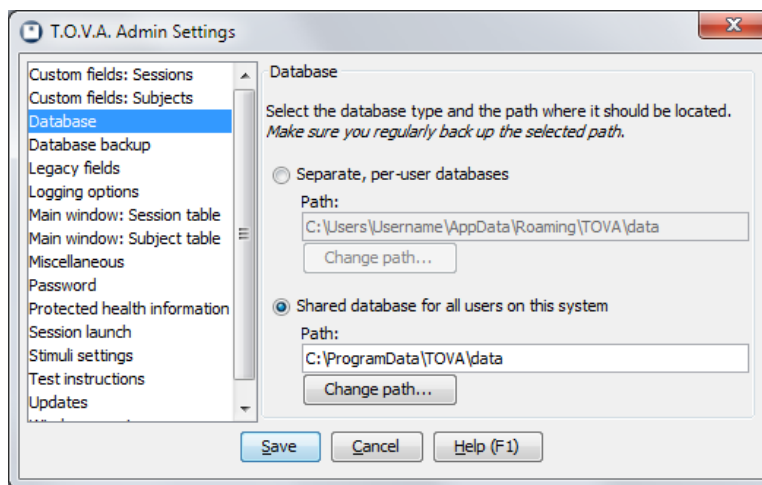 T.O.V.A. Admin Settings
Custom fields: Sessions
Custom fields: Subjects
Database
Database backup
Legacy fields
Logging options
Main window: Session table
Main window: Subject table
Miscellaneous
Password
Protected health information
Session launch
Stimuli settings
Test instructions
Updates
Database
Select the database type and the path where it should be located.
Make sure you regularly back up the selected path.
Separate, per-user databases
Path:
C:\Users\Username\AppData\Roaming\TOVA\data
Change path...
Shared database for all users on this system
Path:
C:\ProgramData\TOVA\data
Change path...
Save
Cancel
Help (F1)